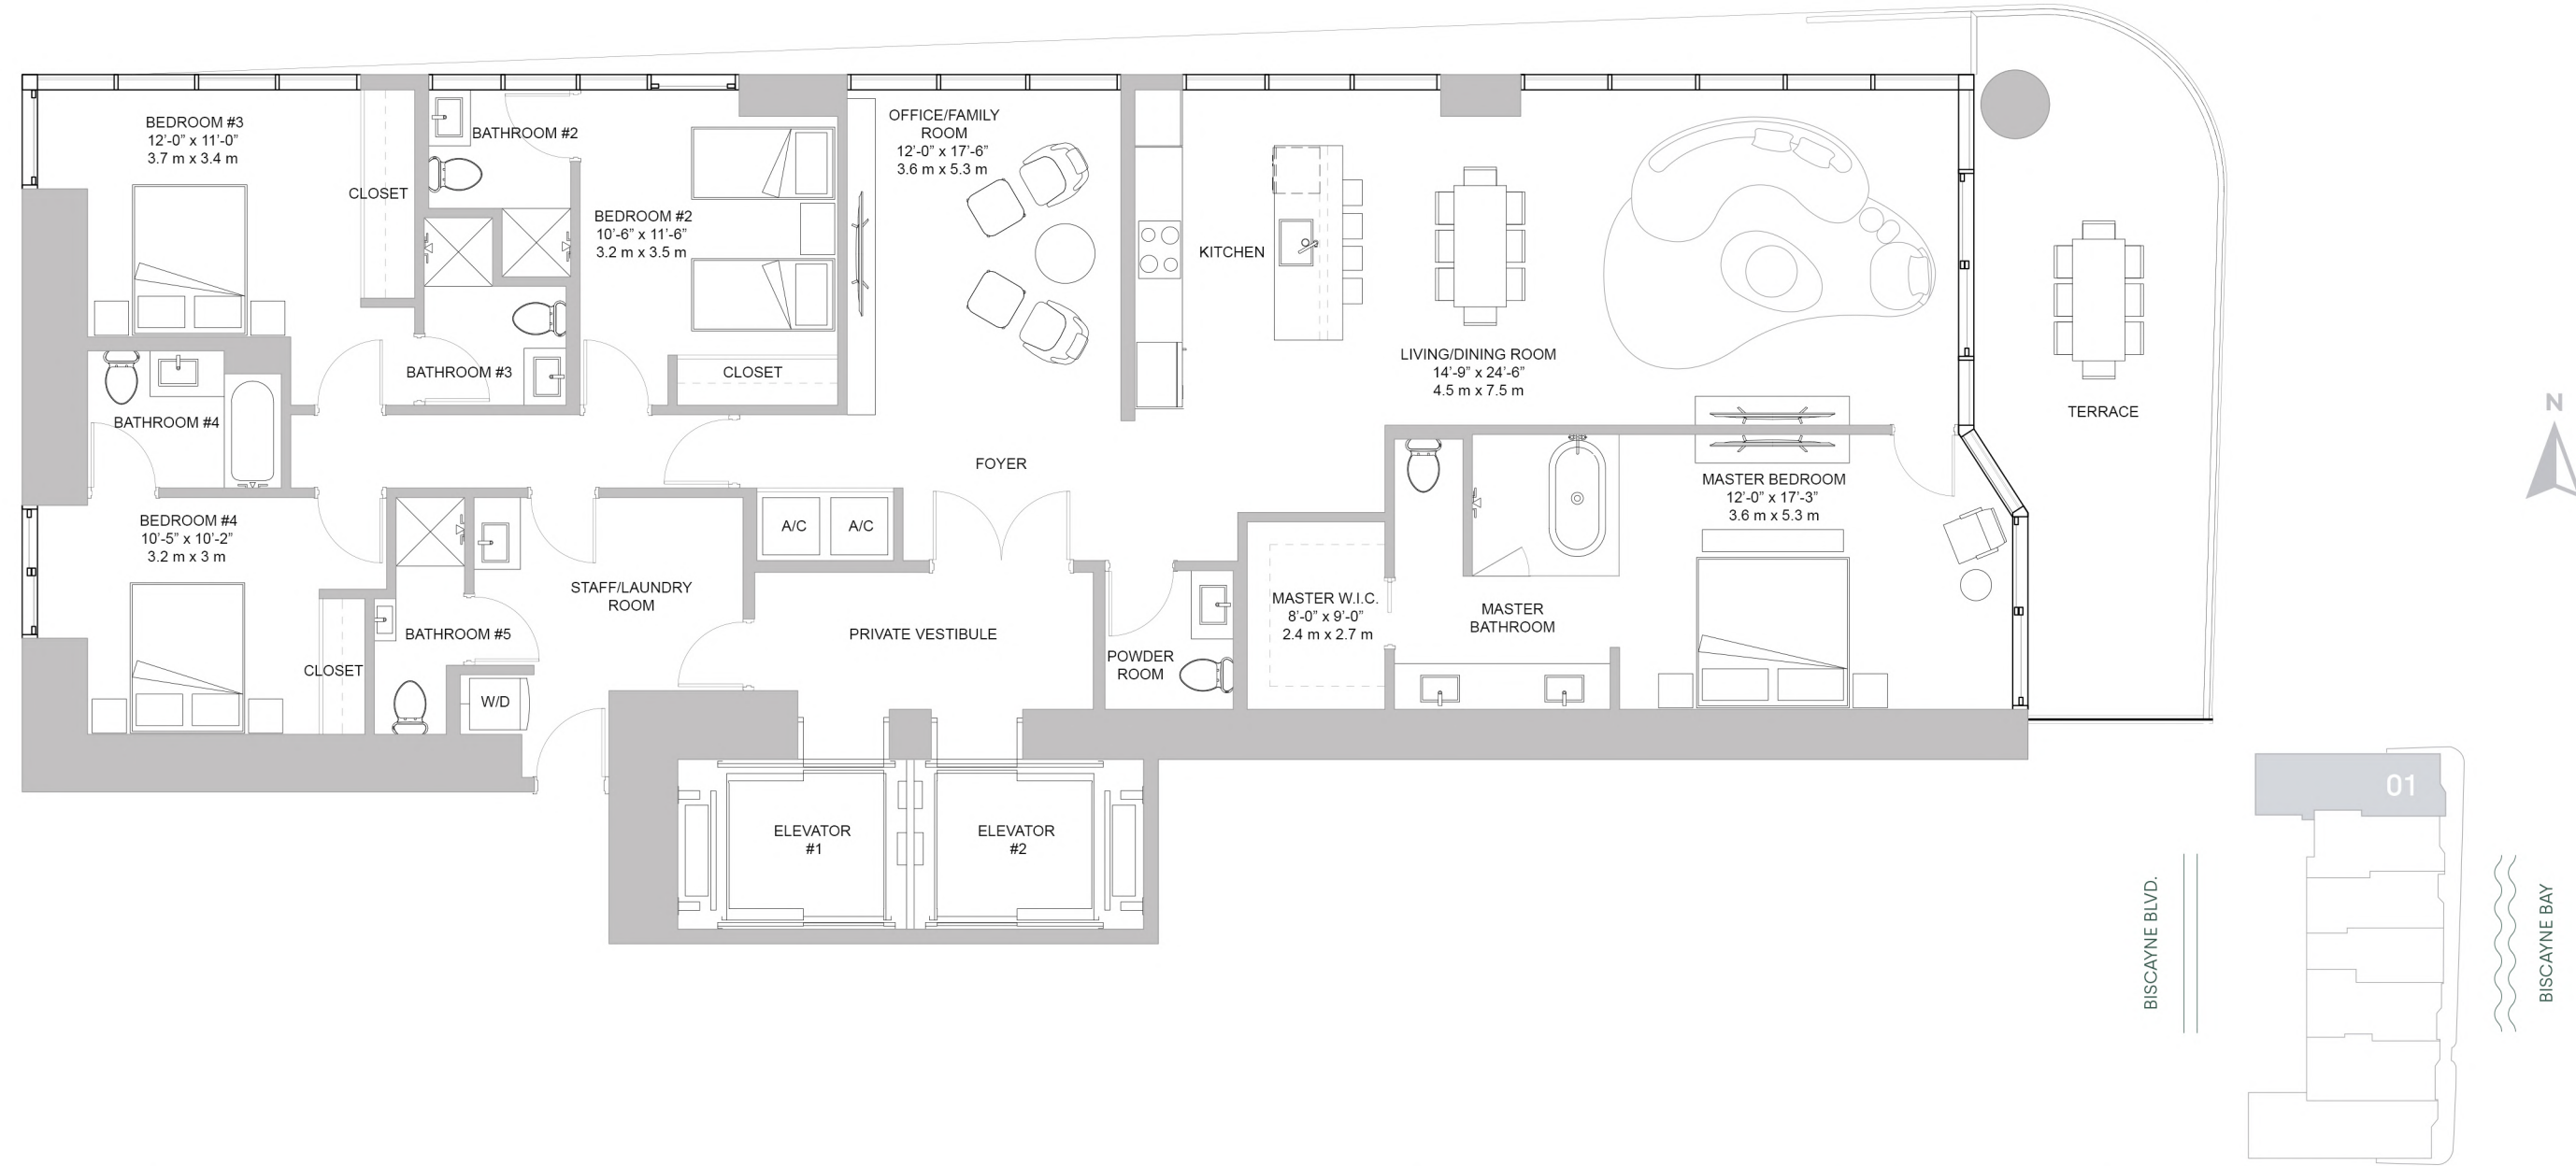 BEDROOM #3
12'-0" x 11'-0"
3.7 m x 3.4 m
CLOSET
BATHROOM #2
BEDROOM #2
10'-6" x 11'-6"
3.2 m x 3.5 m
CLOSET
BATHROOM #3
OFFICE/FAMILY
ROOM
12'-0" x 17'-6"
3.6 m x 5.3 m
KITCHEN
LIVING/DINING ROOM
14'-9" x 24'-6"
4.5 m x 7.5 m
TERRACE
N
BATHROOM #4
FOYER
BEDROOM #4
10'-5" x 10'-2"
3.2 m x 3 m
CLOSET
BATHROOM #5
W/D
STAFF/LAUNDRY
ROOM
A/C
A/C
PRIVATE VESTIBULE
POWDER
ROOM
MASTER W.I.C.
8'-0" x 9'-0"
2.4 m x 2.7 m
MASTER
BATHROOM
MASTER BEDROOM
12'-0" x 17'-3"
3.6 m x 5.3 m
ELEVATOR
#1
ELEVATOR
#2
01
BISCAYNE BLVD.
BISCAYNE BAY